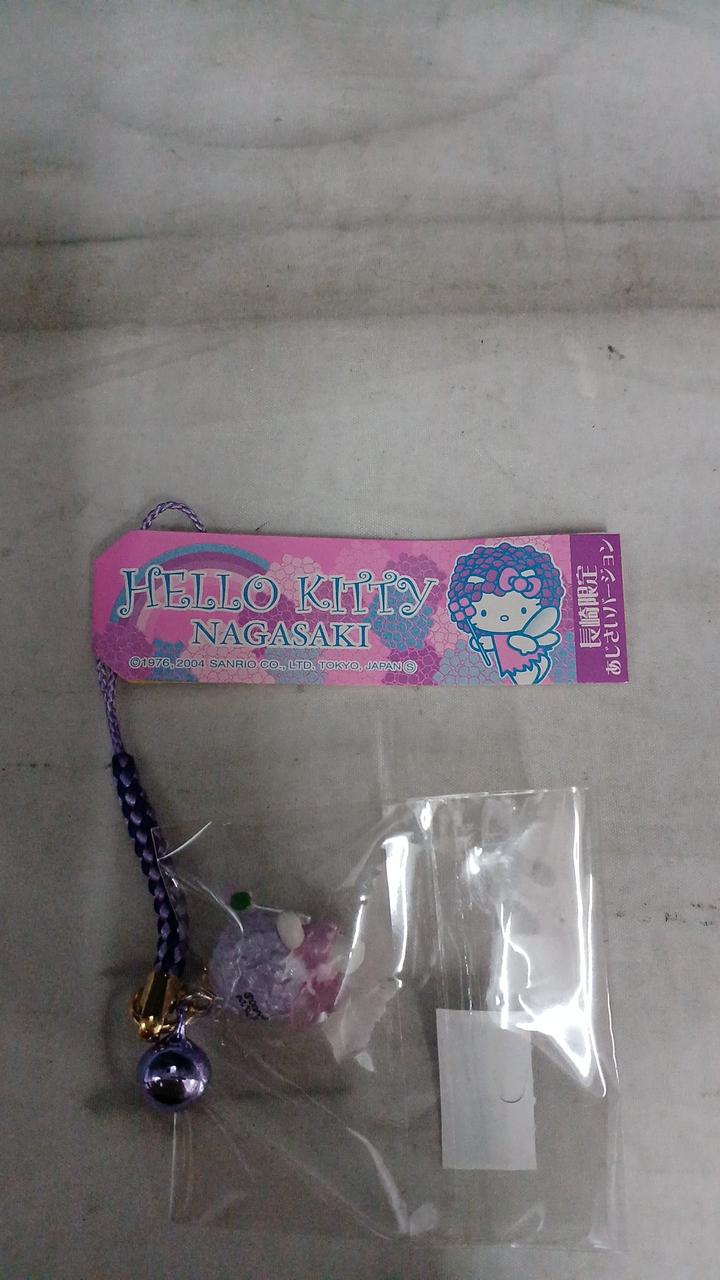 HELLO KITTY
NAGASAKI
©1976, 2004 SANRIO CO., LTD. TOKYO, JAPAN Ⓢ
長崎限定
あじさいバージョン